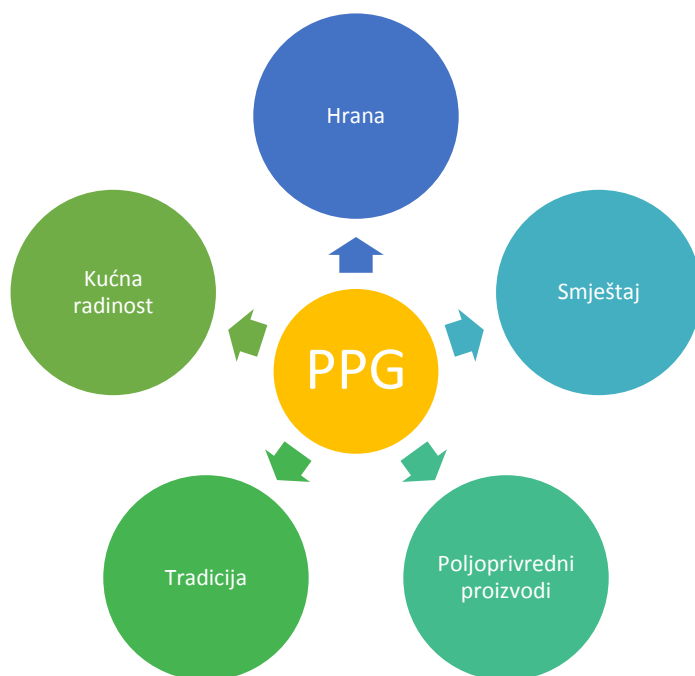 Hrana
Smještaj
Poljoprivredni
proizvodi
Tradicija
Kućna
radinost
PPG